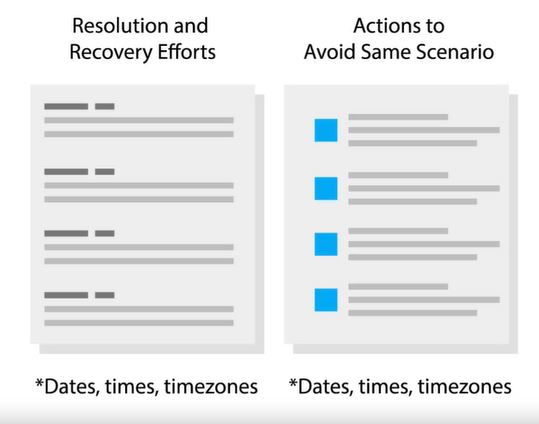 Resolution and
Recovery Efforts
Actions to
Avoid Same Scenario
*Dates, times, timezones
*Dates, times, timezones